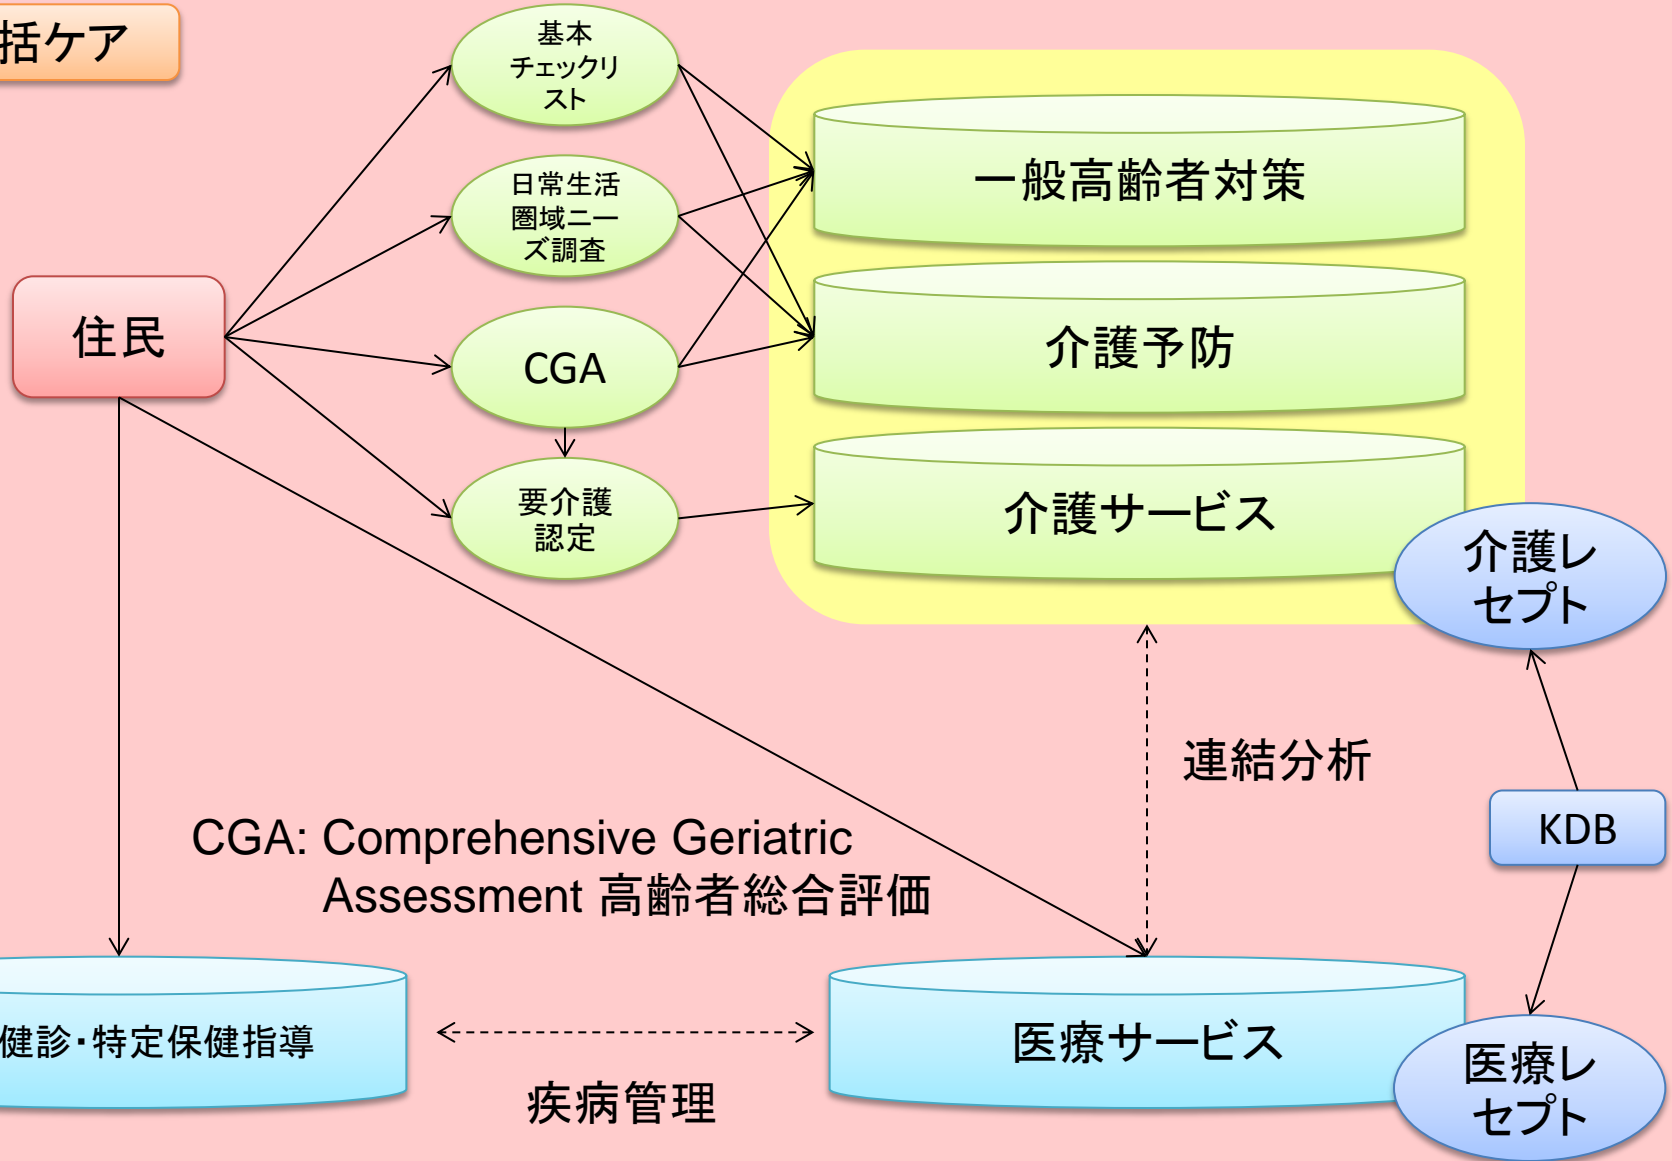 括ケア
基本
チェックリ
スト
日常生活
圏域ニー
ズ調査
CGA
要介護
認定
住民
一般高齢者対策
介護予防
介護サービス
介護レ
セプト
連結分析
KDB
CGA: Comprehensive Geriatric
Assessment 高齢者総合評価
健診・特定保健指導
疾病管理
医療サービス
医療レ
セプト